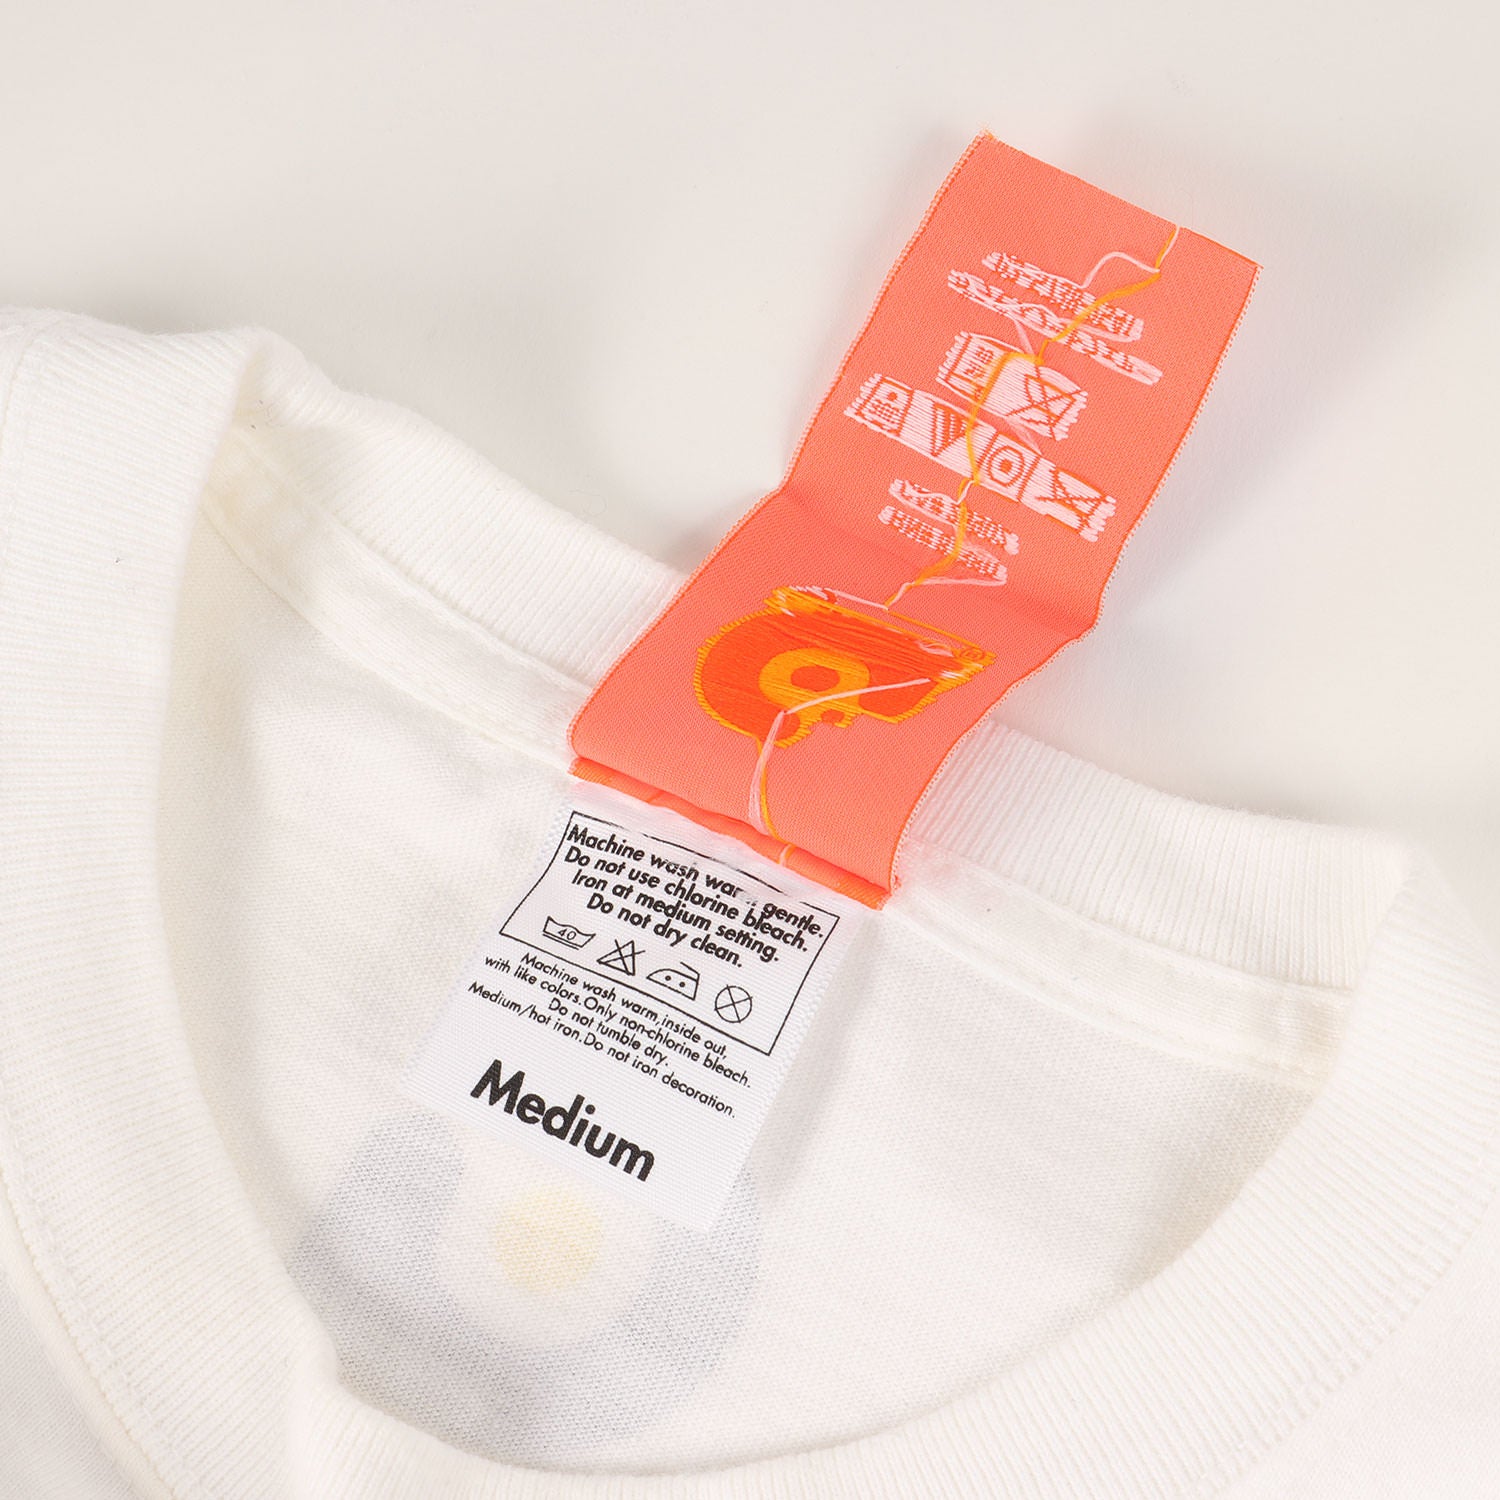 Machine wash warm, gentle.
Do not use chlorine bleach.
Iron at medium setting.
Do not dry clean.
40
Machine wash warm, inside out,
with like colors. Only non-chlorine bleach.
Do not tumble dry.
Medium/hot iron. Do not iron decoration.
Medium